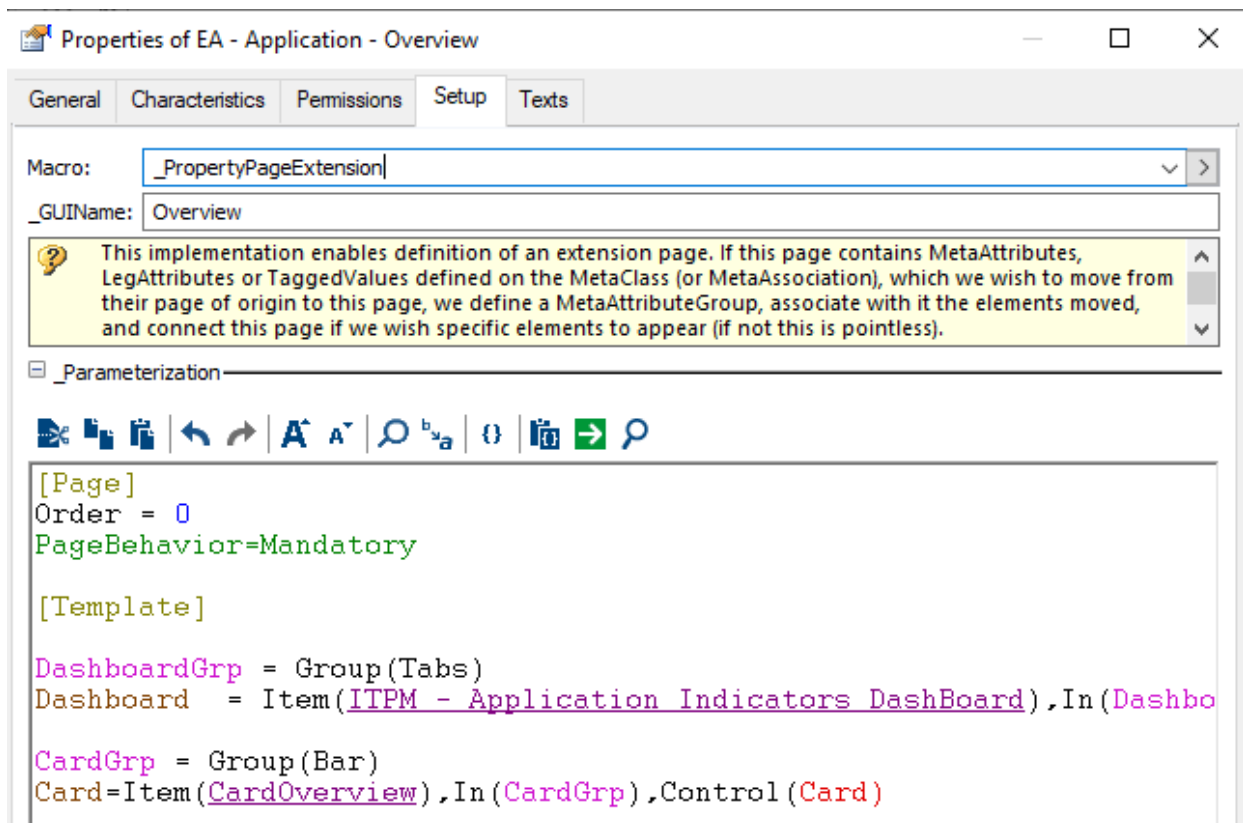 Properties of EA - Application - Overview
General Characteristics Permissions Setup Texts
Macro: _PropertyPageExtension
_GUIName: Overview
This implementation enables definition of an extension page. If this page contains MetaAttributes,
LegAttributes or TaggedValues defined on the MetaClass (or MetaAssociation), which we wish to move from
their page of origin to this page, we define a MetaAttributeGroup, associate with it the elements moved,
and connect this page if we wish specific elements to appear (if not this is pointless).
_Parameterization
[Page]
Order = 0
PageBehavior=Mandatory
[Template]
DashboardGrp = Group(Tabs)
Dashboard = Item(ITPM - Application Indicators DashBoard),In(Dashbo
CardGrp = Group(Bar)
Card=Item(CardOverview),In(CardGrp),Control(Card)